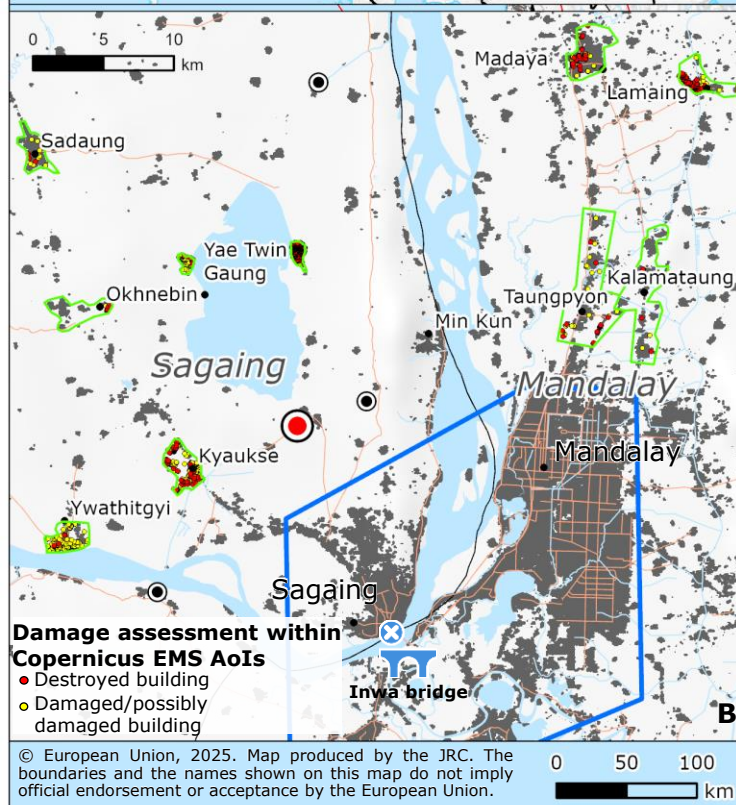 0 5 10
km
Madaya
Lamaing
Sadaung
Yae Twin
Gaung
Kalamataung
Okhnebin
Taungpyon
Min Kun
Sagaing
Mandalay
Kyaukse
Mandalay
Ywathitgyi
Sagaing
Damage assessment within
Copernicus EMS AoIs
Destroyed building
Damaged/possibly
damaged building
Inwa bridge
B
© European Union, 2025. Map produced by the JRC. The
boundaries and the names shown on this map do not imply
official endorsement or acceptance by the European Union.
0 50 100
km